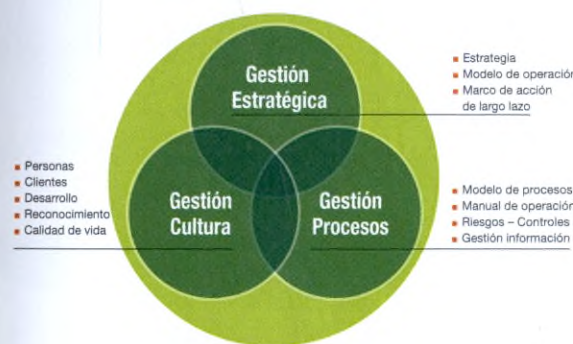 Gestión
Estratégica
Estrategia
Modelo de operación
Marco de acción
de largo lazo
Personas
Clientes
Desarrollo
Reconocimiento
Calidad de vida
Gestión
Cultura
Gestión
Procesos
Modelo de procesos
Manual de operación
Riesgos – Controles
Gestión información